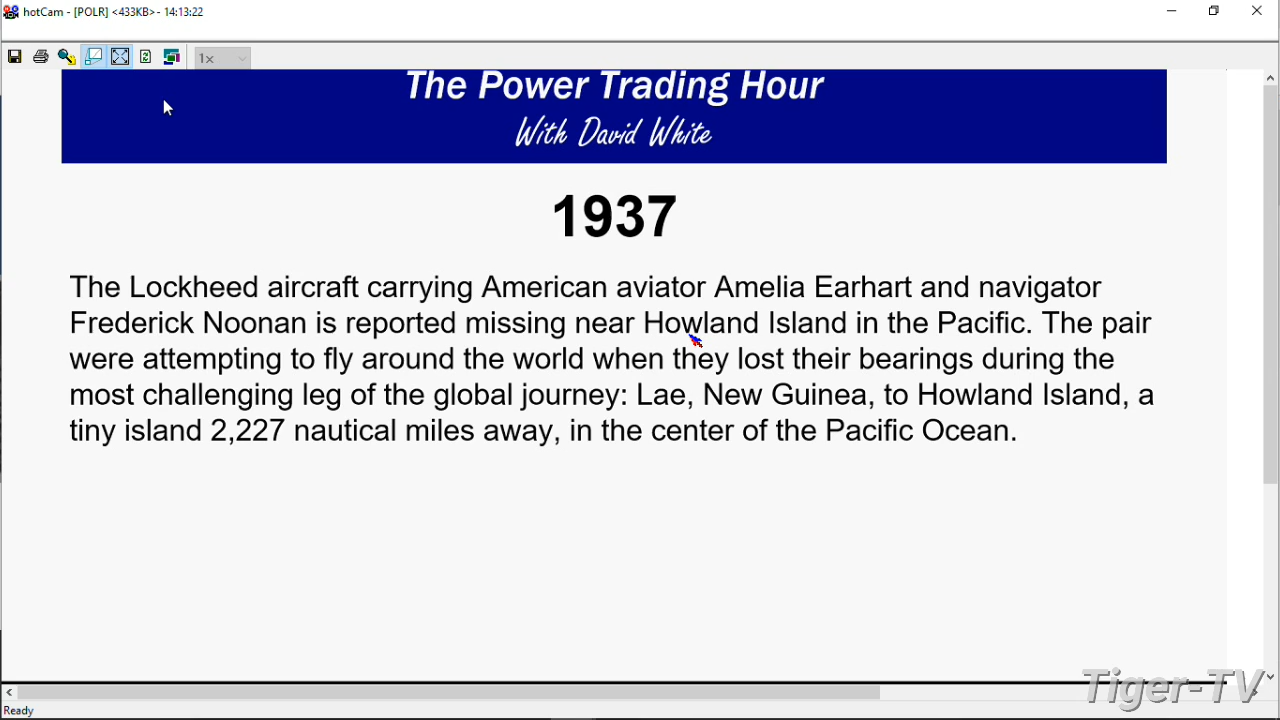 hotCam - [POLR] <433KB> - 14:13:22
1x
The Power Trading Hour
With David White
1937
The Lockheed aircraft carrying American aviator Amelia Earhart and navigator
Frederick Noonan is reported missing near Howland Island in the Pacific. The pair
were attempting to fly around the world when they lost their bearings during the
most challenging leg of the global journey: Lae, New Guinea, to Howland Island, a
tiny island 2,227 nautical miles away, in the center of the Pacific Ocean.
Tiger-TV
Ready